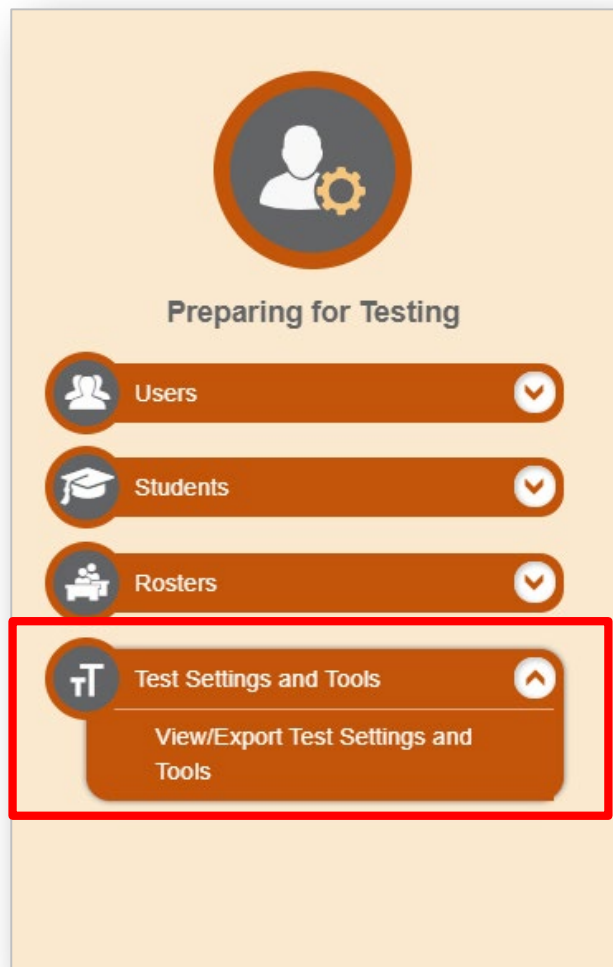 Preparing for Testing
Users
Students
Rosters
Test Settings and Tools
View/Export Test Settings and
Tools